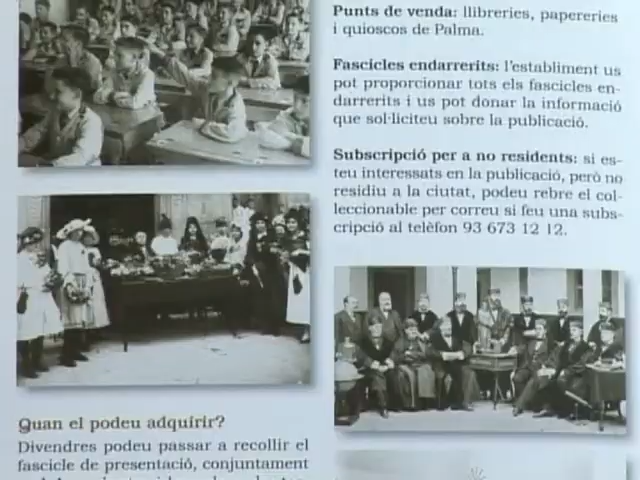 Punts de venda: llibreries, papereries
i quioscos de Palma.
Fascicles endarrerits: l'establiment us
pot proporcionar tots els fascicles en-
darrerits i us pot donar la informació
que sol·liciteu sobre la publicació.
Subscripció per a no residents: si es-
teu interessats en la publicació, però no
residiu a la ciutat, podeu rebre el col-
leccionable per correu si feu una subs-
cripció al telèfon 93 673 12 12.
Quan el podeu adquirir?
Divendres podeu passar a recollir el
fascicle de presentació, conjuntament